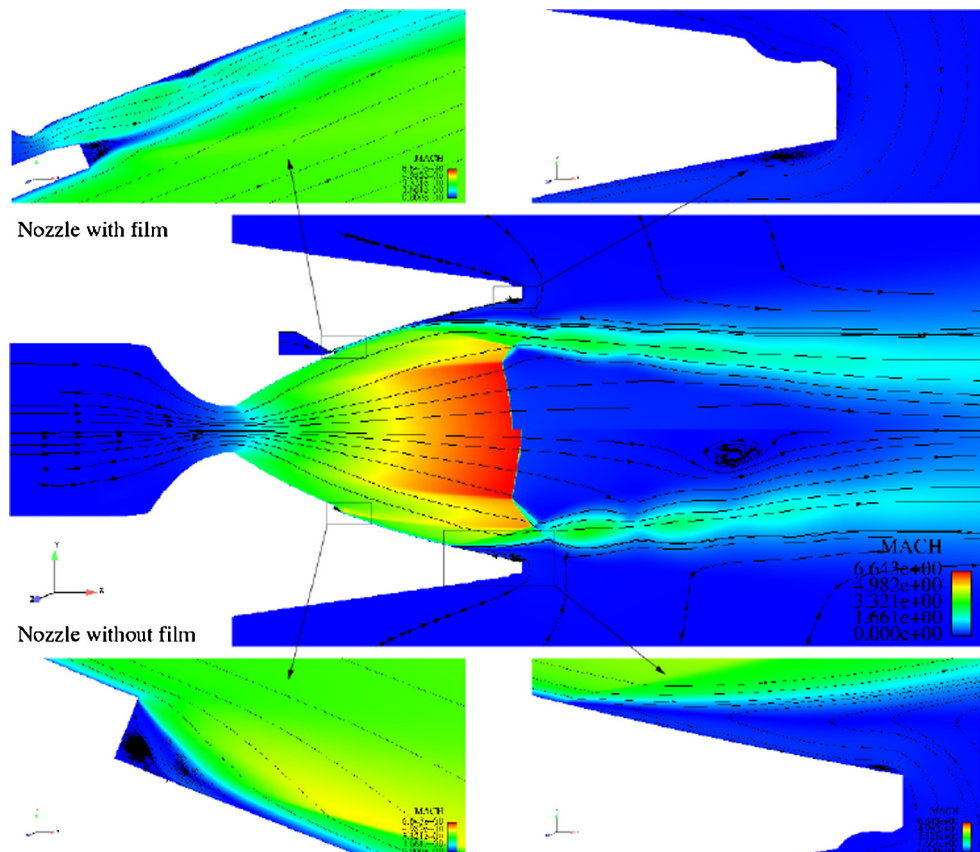 MACH
Nozzle with film
MACH
6.643e+00
4.982e+00
3.321e+00
1.661e+00
0.000e+00
Y
X
Z
Nozzle without film
MACH
MACH